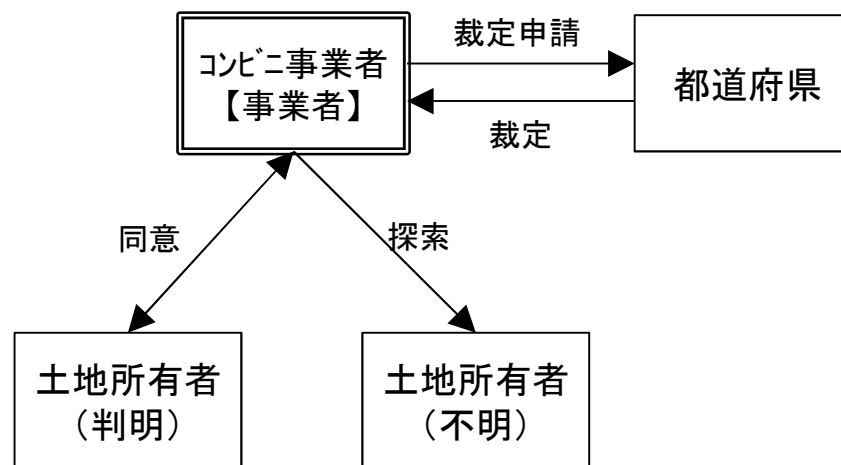 コンビニ事業者
【事業者】
裁定申請
都道府県
裁定
同意
探索
土地所有者
(判明)
土地所有者
(不明)